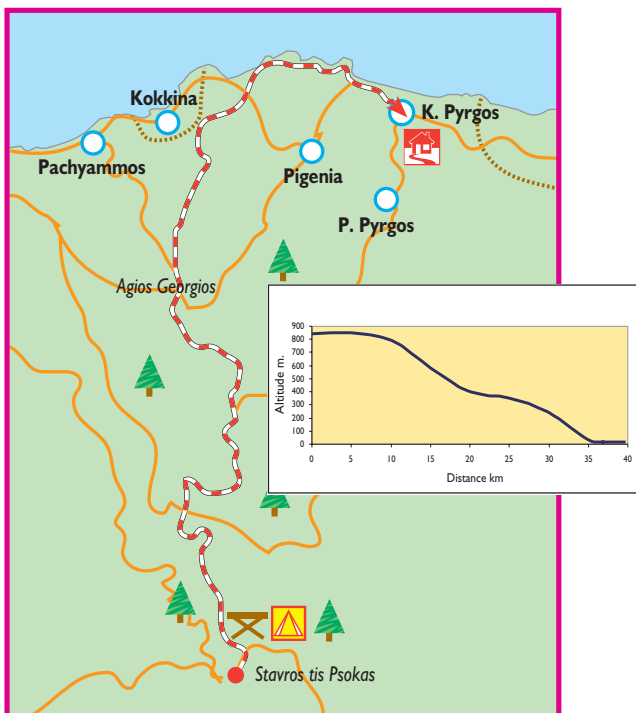 Kokkina
K. Pyrgos
Pachyammos
Pigenia
P. Pyrgos
Agios Georgios
Altitude m.
900
800
700
600
500
400
300
200
100
0
0 5 10 15 20 25 30 35 40
Distance km
Stavros tis Psokas